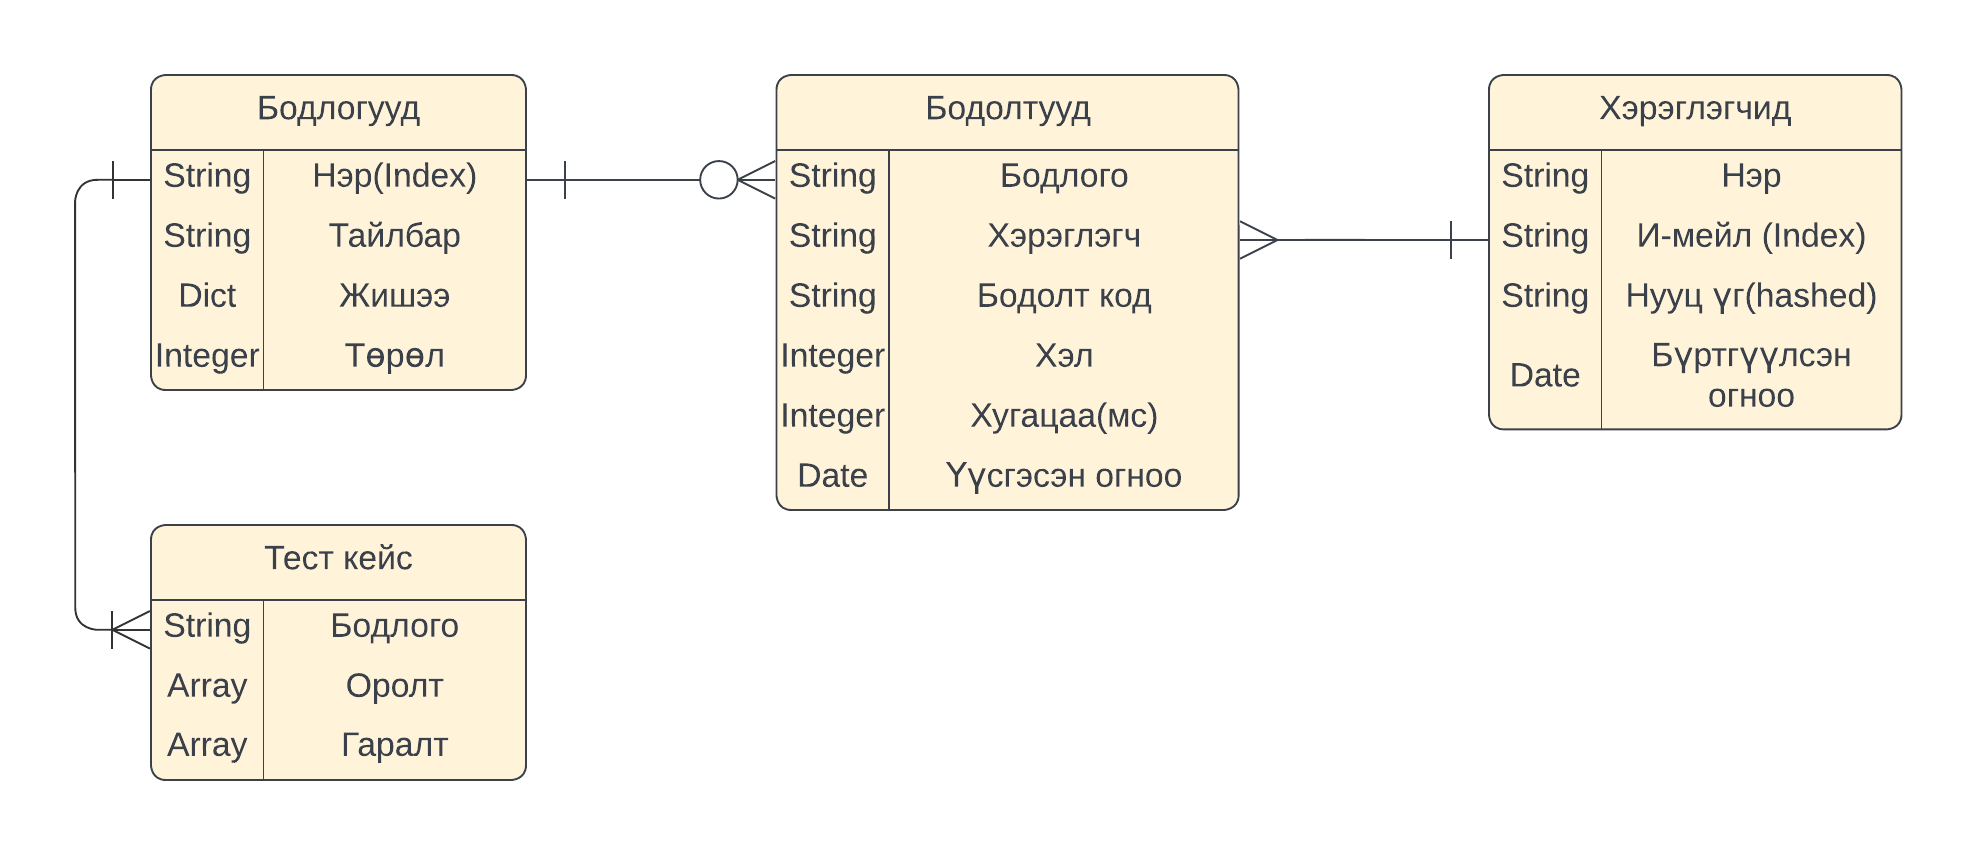 Бодлогууд
String Нэр(Index)
String Тайлбар
Dict Жишээ
Integer Төрөл
Бодолтууд
String Бодлого
String Хэрэглэгч
String Бодолт код
Integer Хэл
Integer Хугацаа(мс)
Date Үүсгэсэн огноо
Хэрэглэгчид
String Нэр
String И-мейл (Index)
String Нууц үг(hashed)
Date Бүртгүүлсэн
огноо
Тест кейс
String Бодлого
Array Оролт
Array Гаралт